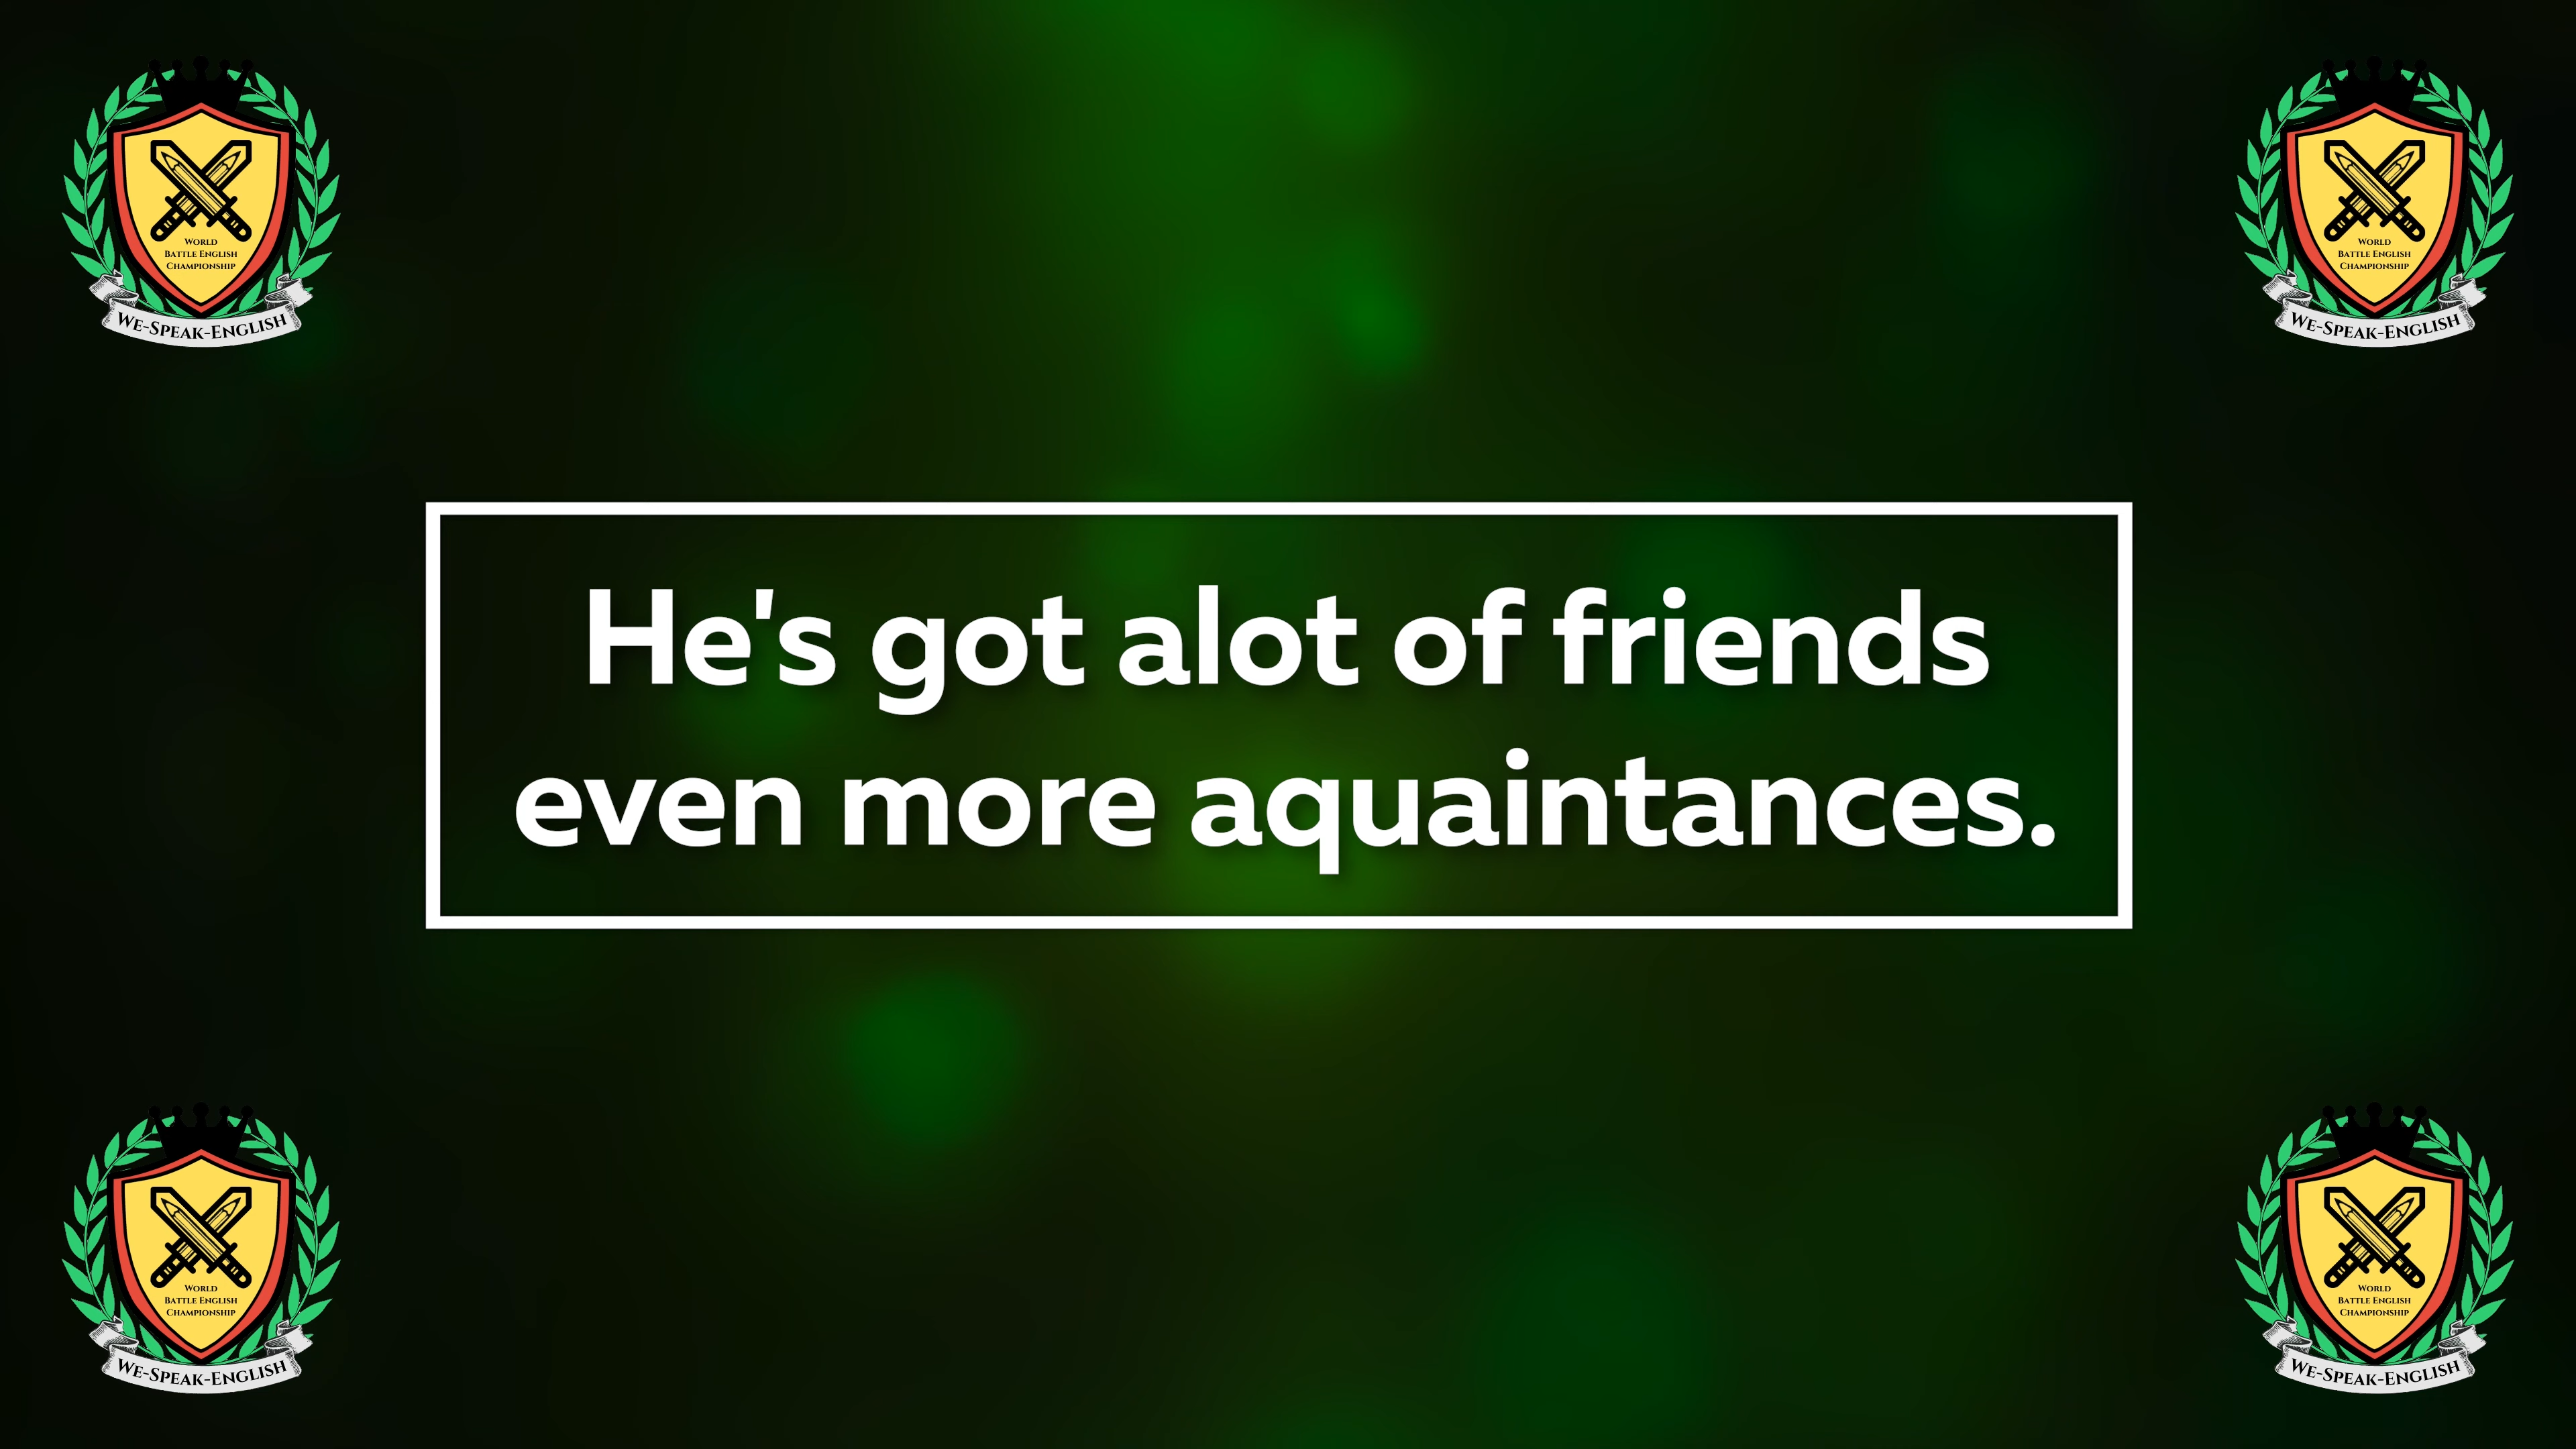 WORLD
BATTLE ENGLISH
CHAMPIONSHIP
WE-SPEAK-ENGLISH
WORLD
BATTLE ENGLISH
CHAMPIONSHIP
WE-SPEAK-ENGLISH
He's got alot of friends
even more aquaintances.
WORLD
BATTLE ENGLISH
CHAMPIONSHIP
WE-SPEAK-ENGLISH
WORLD
BATTLE ENGLISH
CHAMPIONSHIP
WE-SPEAK-ENGLISH